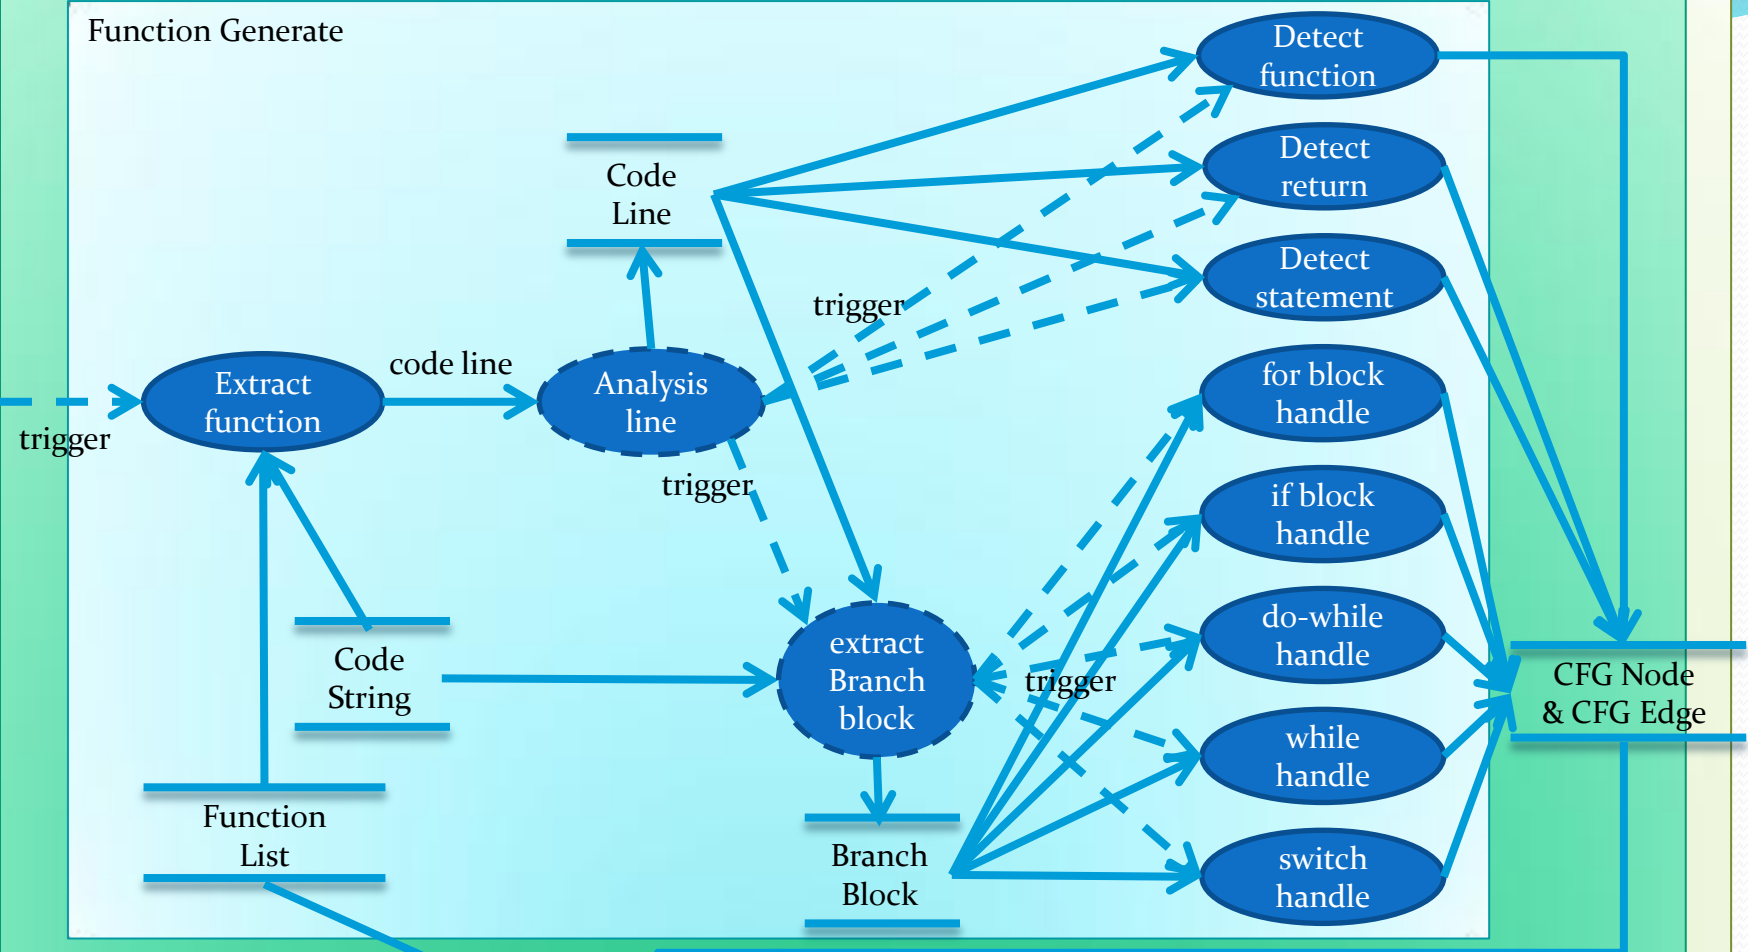 Function Generate
Detect
function
Detect
return
Code
Line
Detect
statement
trigger
code line
for block
handle
Extract
function
Analysis
line
trigger
trigger
if block
handle
do-while
handle
extract
Branch
block
Code
String
trigger
CFG Node
& CFG Edge
while
handle
Function
List
Branch
Block
switch
handle